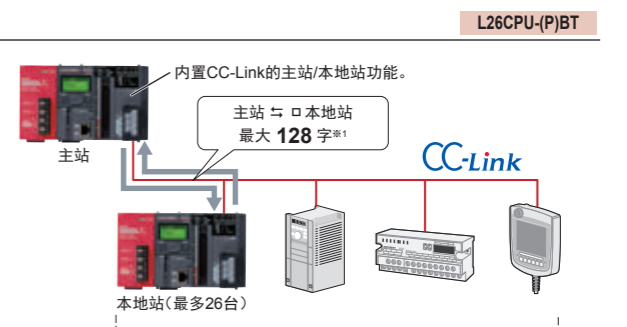 L26CPU-(P)BT
内置CC-Link的主站/本地站功能。
主站 ⇆ ロ本地站
最大 128 字※1
主站
CC-Link
本地站（最多26台）